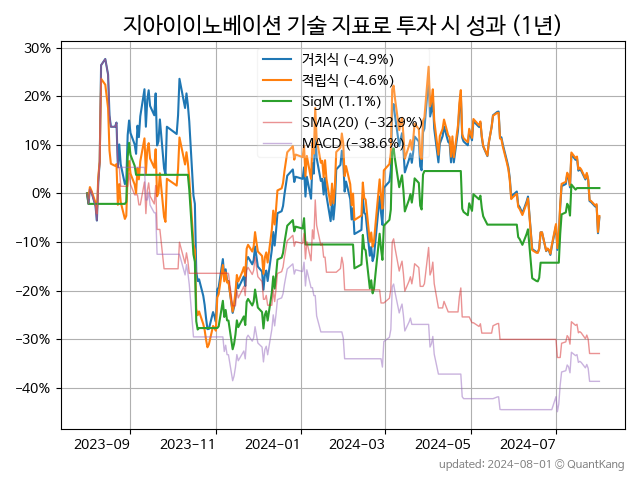 지아이이노베이션 기술 지표로 투자 시 성과 (1년)
30%
20%
10%
0%
−10%
−20%
−30%
−40%
거치식 (−4.9%)
적립식 (−4.6%)
SigM (1.1%)
SMA(20) (−32.9%)
MACD (−38.6%)
2023−09
2023−11
2024−01
2024−03
2024−05
2024−07
updated: 2024−08−01 © QuantKang